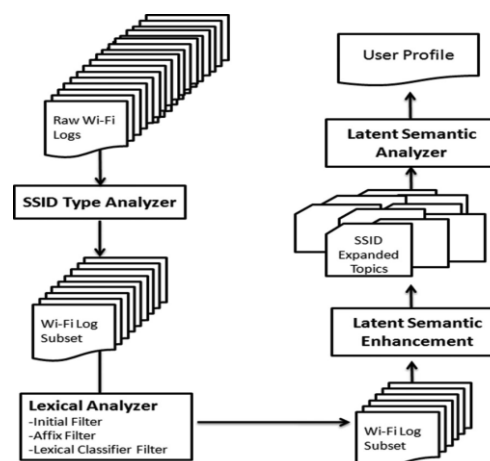 Raw Wi-Fi
Logs
SSID Type Analyzer
Wi-Fi Log
Subset
Lexical Analyzer
-Initial Filter
-Affix Filter
-Lexical Classifier Filter
Wi-Fi Log
Subset
Latent Semantic
Enhancement
SSID
Expanded
Topics
Latent Semantic
Analyzer
User Profile